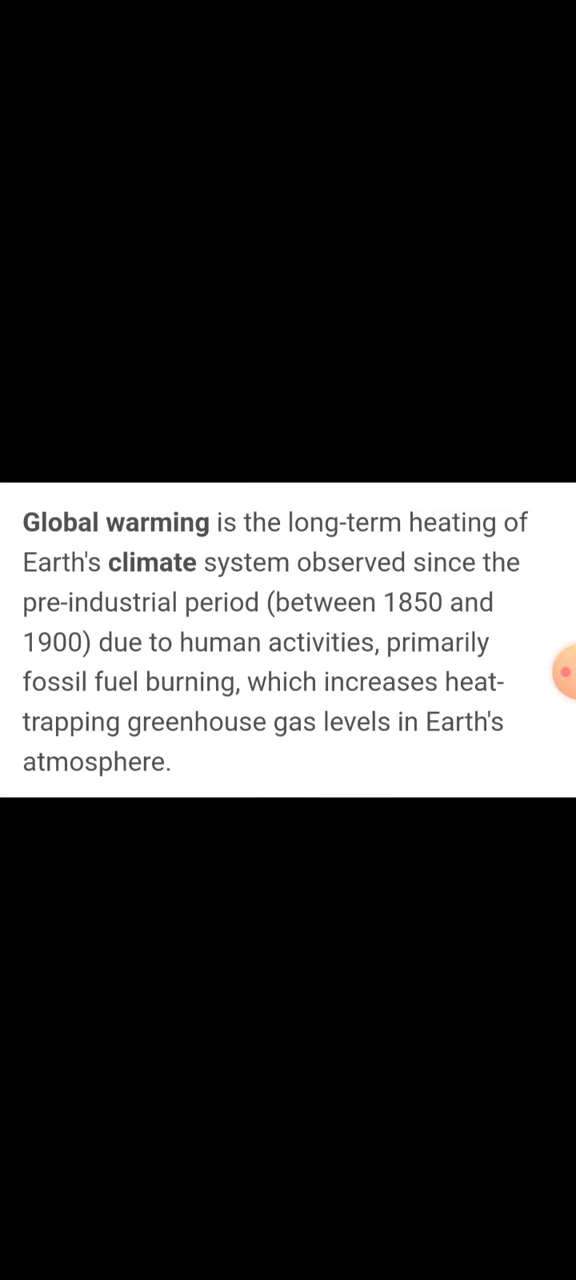 Global warming is the long-term heating of
Earth's climate system observed since the
pre-industrial period (between 1850 and
1900) due to human activities, primarily
fossil fuel burning, which increases heat-
trapping greenhouse gas levels in Earth's
atmosphere.